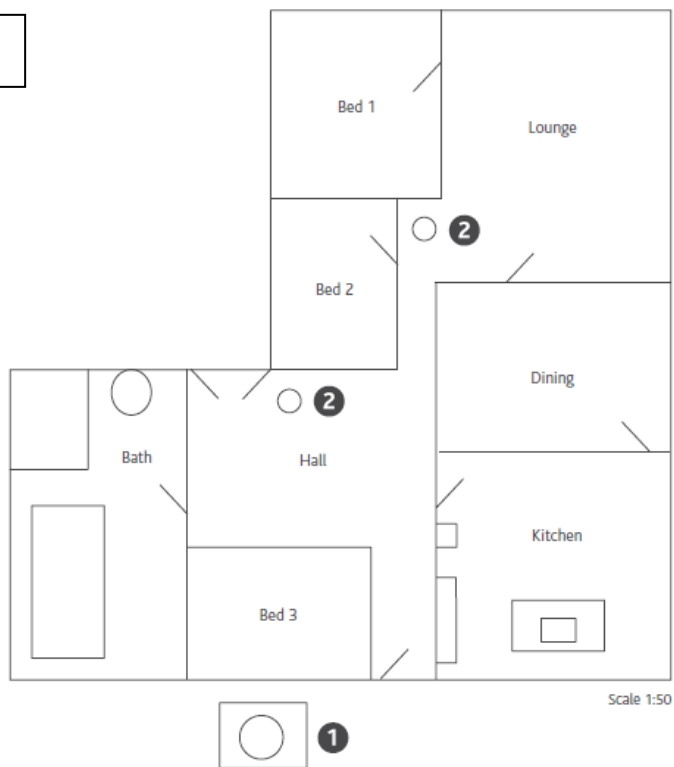 Bed 1
Lounge
2
Bed 2
Dining
2
Bath
Hall
Kitchen
Bed 3
Scale 1:50
1